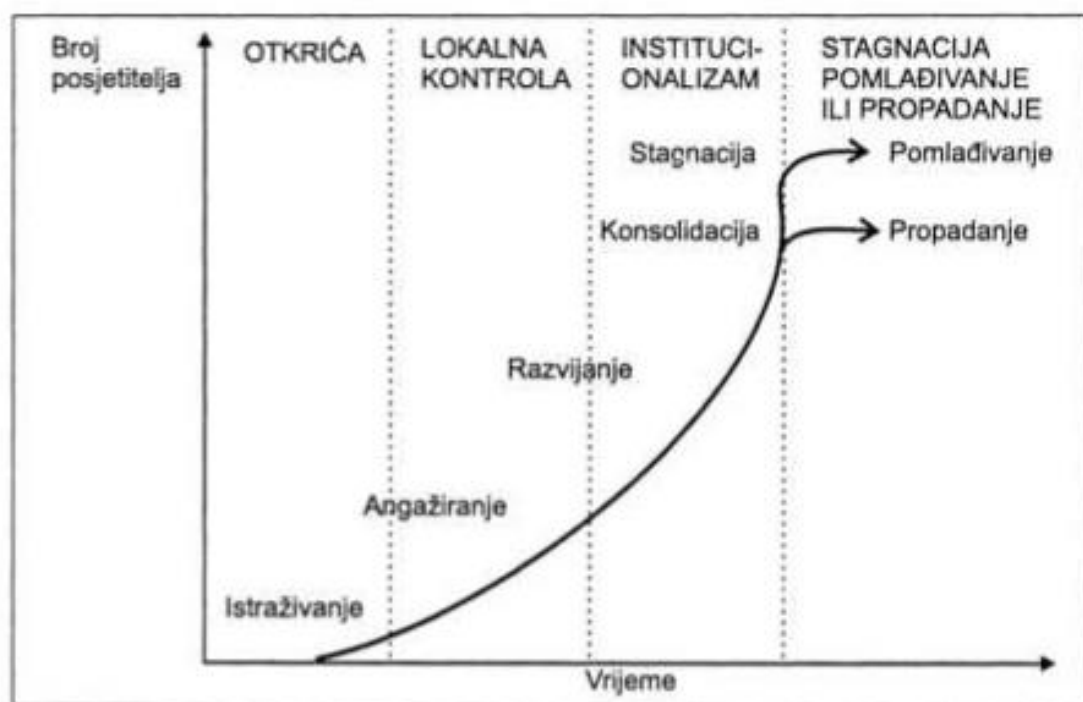 Broj
posjetitelja
OTKRIĆA
LOKALNA
KONTROLA
INSTITUCI-
ONALIZAM
STAGNACIJA
POMLAĐIVANJE
ILI PROPADANJE
Stagnacija
Pomlađivanje
Konsolidacija
Propadanje
Razvijanje
Angažiranje
Istraživanje
Vrijeme